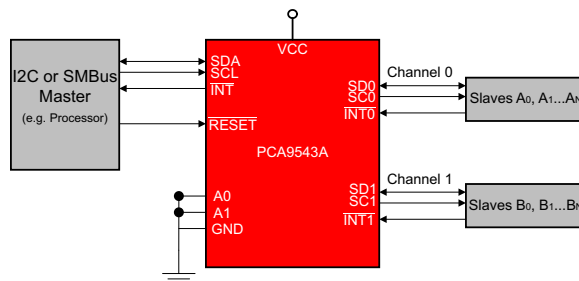 VCC
I2C or SMBus
Master
(e.g. Processor)
SDA
SCL
INT
RESET
A0
A1
GND
PCA9543A
SD0
SC0
INT0
SD1
SC1
INT1
Channel 0
Slaves A0, A1...AN
Channel 1
Slaves B0, B1...BN